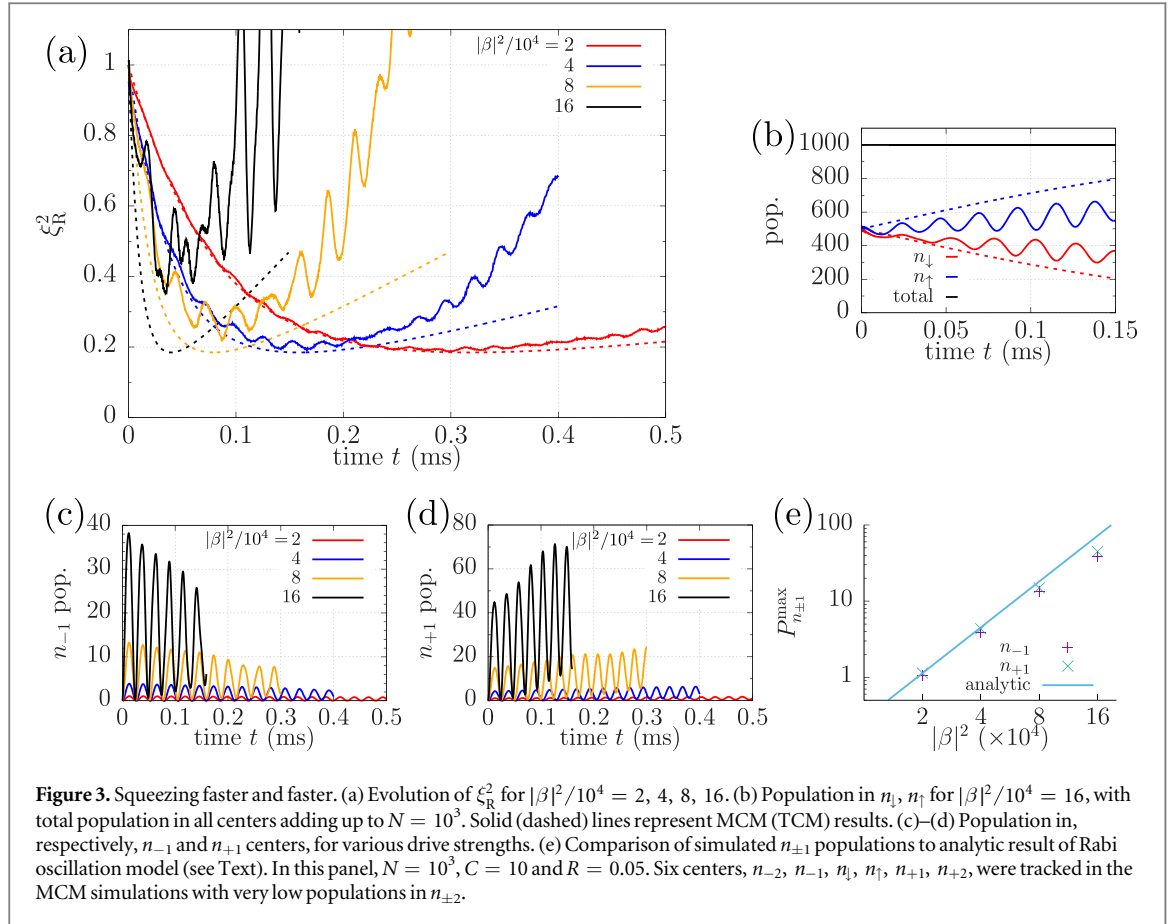 (a)
|β|²/10⁴ = 2
4
8
16
1
0.8
0.6
0.4
0.2
0
ξ²_R
0 0.1 0.2 0.3 0.4 0.5
time t (ms)
(b)
1000
800
600
400
200
0
pop.
n↓
n↑
total
0 0.05 0.1 0.15
time t (ms)
(c)
40
30
20
10
0
n₋₁ pop.
|β|²/10⁴ = 2
4
8
16
0 0.1 0.2 0.3 0.4 0.5
time t (ms)
(d)
80
60
40
20
0
n₊₁ pop.
|β|²/10⁴ = 2
4
8
16
0 0.1 0.2 0.3 0.4 0.5
time t (ms)
(e)
100
10
1
P^max_n±1
n₋₁
n₊₁
analytic
2 4 8 16
|β|² (×10⁴)
Figure 3. Squeezing faster and faster. (a) Evolution of ξ²_R for |β|²/10⁴ = 2, 4, 8, 16. (b) Population in n↓, n↑ for |β|²/10⁴ = 16, with
total population in all centers adding up to N = 10³. Solid (dashed) lines represent MCM (TCM) results. (c)–(d) Population in,
respectively, n₋₁ and n₊₁ centers, for various drive strengths. (e) Comparison of simulated n±₁ populations to analytic result of Rabi
oscillation model (see Text). In this panel, N = 10³, C = 10 and R = 0.05. Six centers, n₋₂, n₋₁, n↓, n↑, n₊₁, n₊₂, were tracked in the
MCM simulations with very low populations in n±₂.